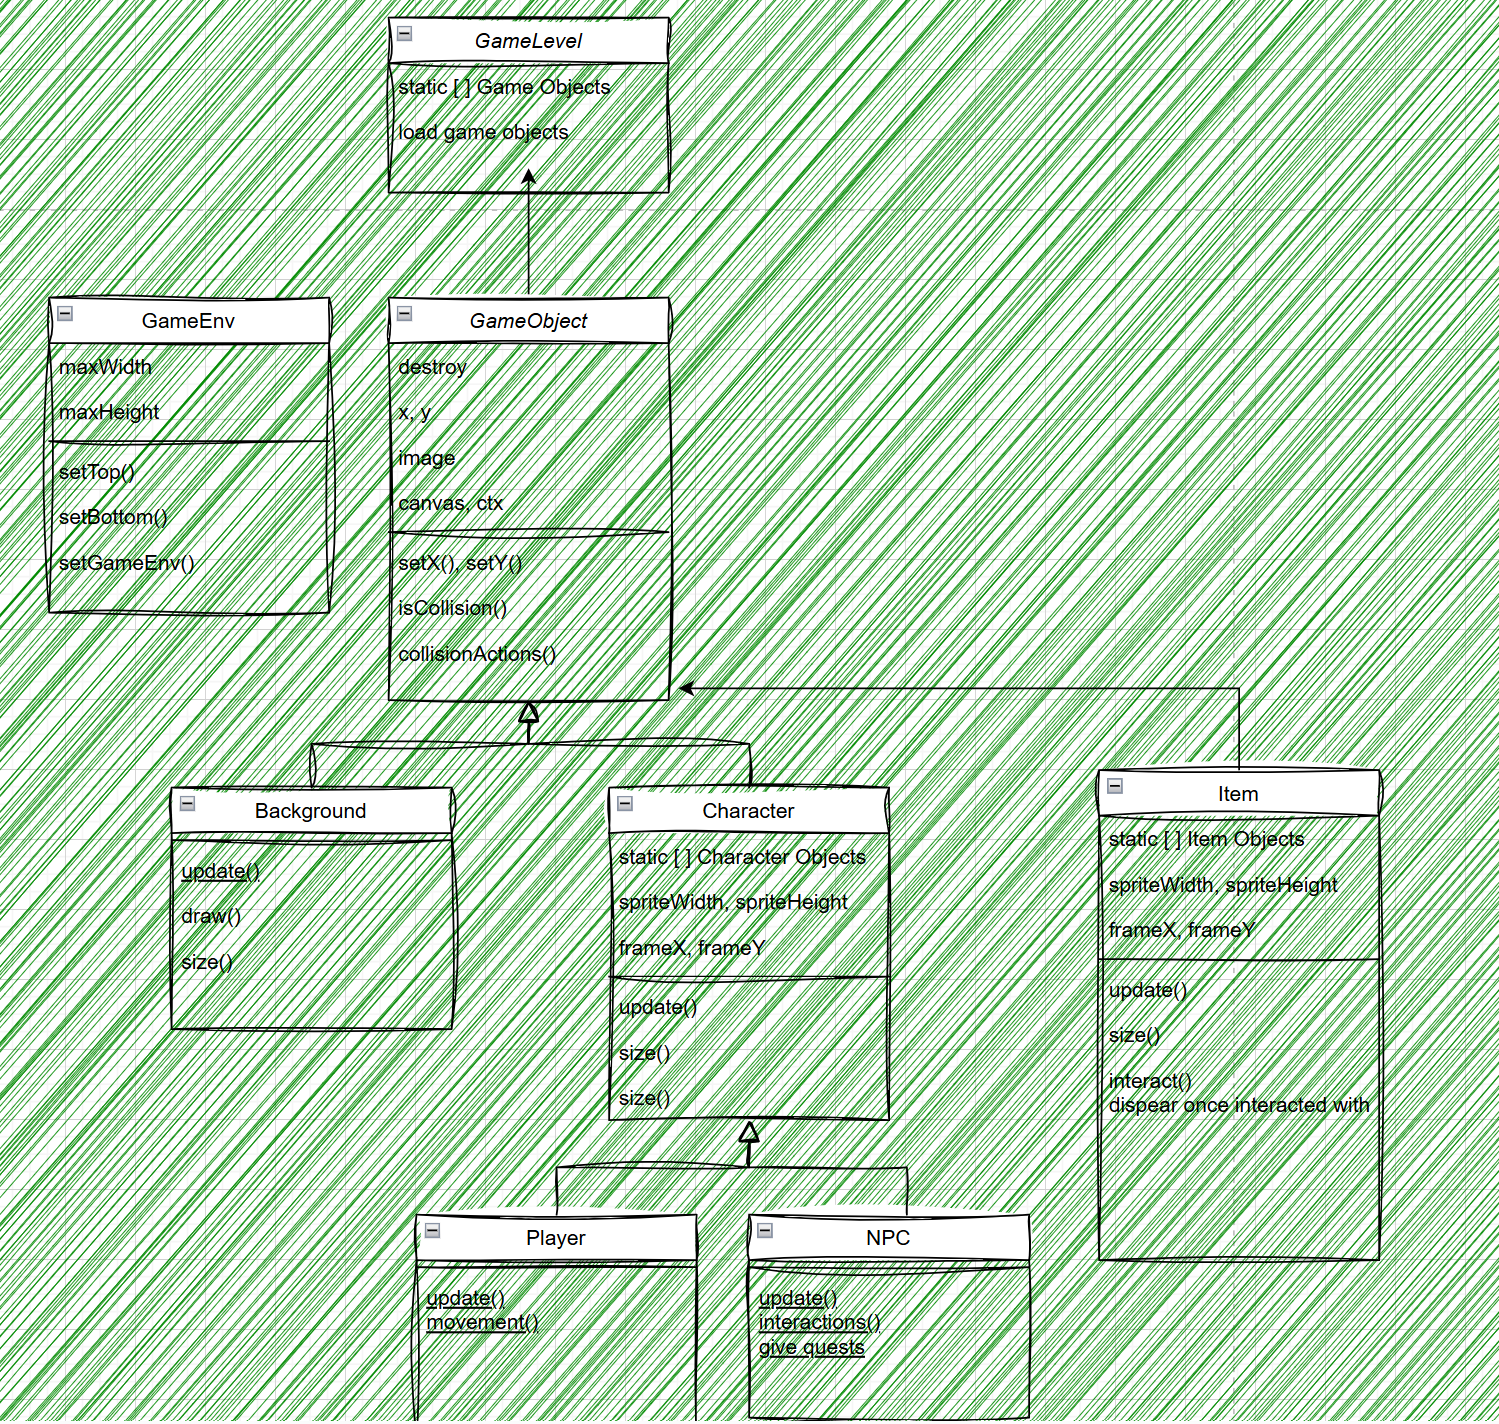 GameLevel
static [ ] Game Objects
load game objects
GameEnv
maxWidth
maxHeight
setTop()
setBottom()
setGameEnv()
GameObject
destroy
x, y
image
canvas, ctx
setX(), setY()
isCollision()
collisionActions()
Background
update()
draw()
size()
Character
static [ ] Character Objects
spriteWidth, spriteHeight
frameX, frameY
update()
size()
size()
Item
static [ ] Item Objects
spriteWidth, spriteHeight
frameX, frameY
update()
size()
interact()
dispear once interacted with
Player
update()
movement()
NPC
update()
interactions()
give quests